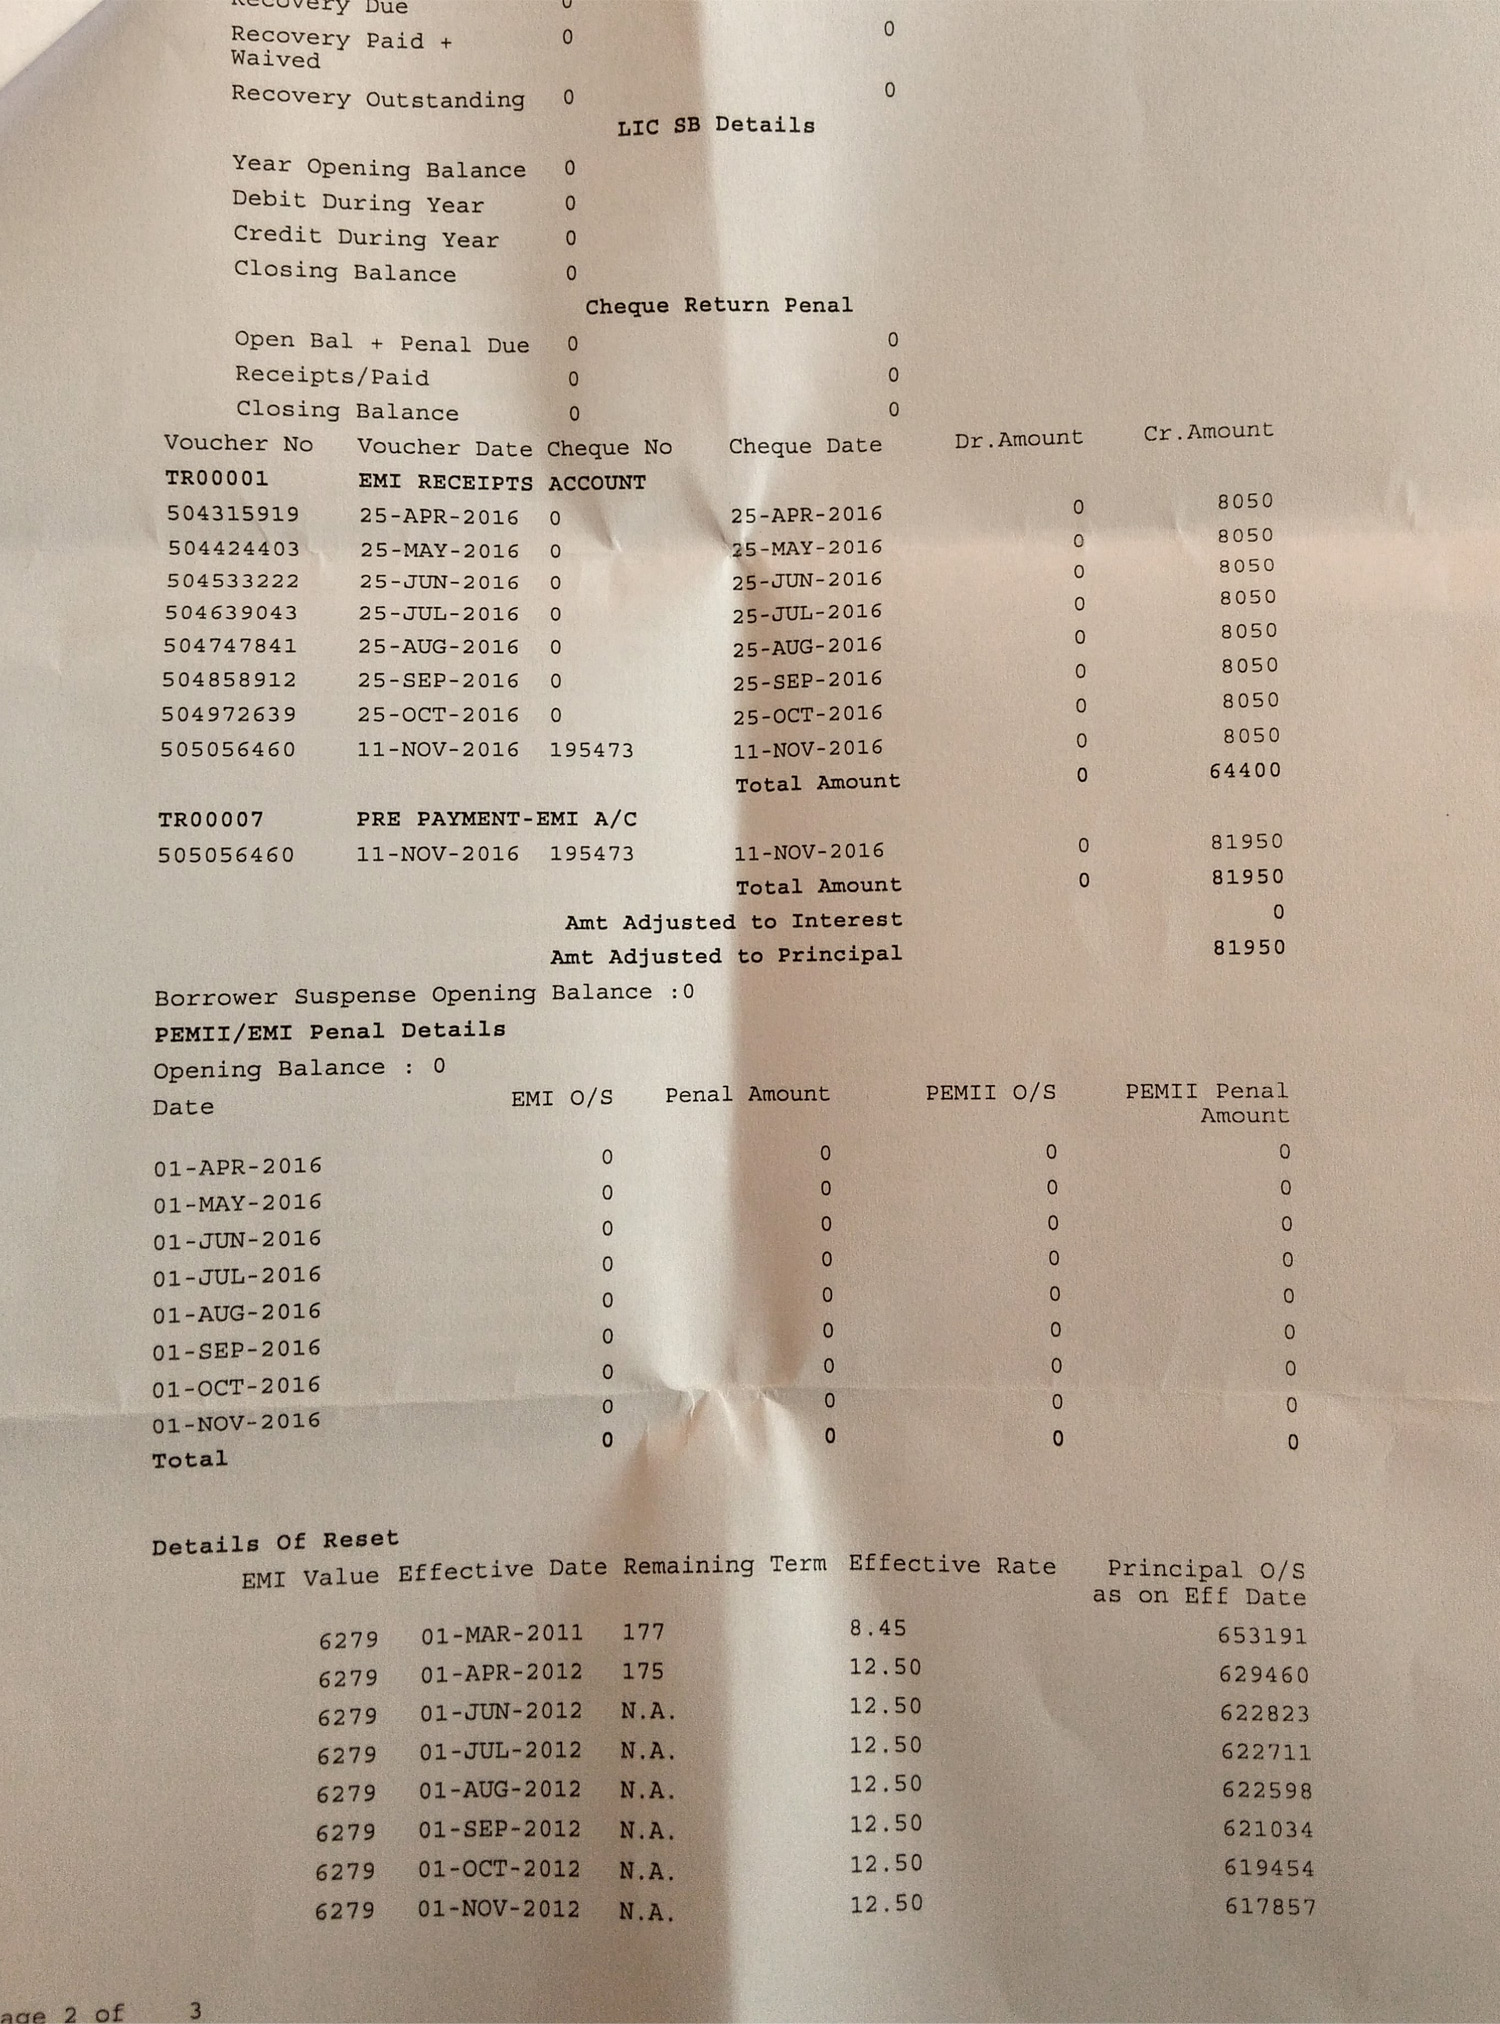 Recovery Due 0
Recovery Paid + 0 0
Waived
Recovery Outstanding 0 0
LIC SB Details
Year Opening Balance 0
Debit During Year 0
Credit During Year 0
Closing Balance 0
Cheque Return Penal
Open Bal + Penal Due 0 0
Receipts/Paid 0 0
Closing Balance 0 0
Voucher No Voucher Date Cheque No Cheque Date Dr.Amount Cr.Amount
TR00001 EMI RECEIPTS ACCOUNT
504315919 25-APR-2016 0 25-APR-2016 0 8050
504424403 25-MAY-2016 0 25-MAY-2016 0 8050
504533222 25-JUN-2016 0 25-JUN-2016 0 8050
504639043 25-JUL-2016 0 25-JUL-2016 0 8050
504747841 25-AUG-2016 0 25-AUG-2016 0 8050
504858912 25-SEP-2016 0 25-SEP-2016 0 8050
504972639 25-OCT-2016 0 25-OCT-2016 0 8050
505056460 11-NOV-2016 195473 11-NOV-2016 0 8050
Total Amount 0 64400
TR00007 PRE PAYMENT-EMI A/C
505056460 11-NOV-2016 195473 11-NOV-2016 0 81950
Total Amount 0 81950
Amt Adjusted to Interest 0
Amt Adjusted to Principal 81950
Borrower Suspense Opening Balance :0
PEMII/EMI Penal Details
Opening Balance : 0
Date EMI O/S Penal Amount PEMII O/S PEMII Penal
Amount
01-APR-2016 0 0 0 0
01-MAY-2016 0 0 0 0
01-JUN-2016 0 0 0 0
01-JUL-2016 0 0 0 0
01-AUG-2016 0 0 0 0
01-SEP-2016 0 0 0 0
01-OCT-2016 0 0 0 0
01-NOV-2016 0 0 0 0
Total 0 0 0 0
Details Of Reset
EMI Value Effective Date Remaining Term Effective Rate Principal O/S
as on Eff Date
6279 01-MAR-2011 177 8.45 653191
6279 01-APR-2012 175 12.50 629460
6279 01-JUN-2012 N.A. 12.50 622823
6279 01-JUL-2012 N.A. 12.50 622711
6279 01-AUG-2012 N.A. 12.50 622598
6279 01-SEP-2012 N.A. 12.50 621034
6279 01-OCT-2012 N.A. 12.50 619454
6279 01-NOV-2012 N.A. 12.50 617857
age 2 of 3